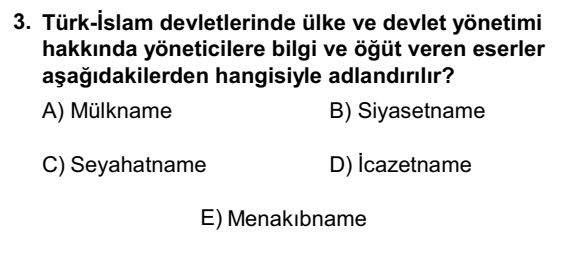 3. Türk-İslam devletlerinde ülke ve devlet yönetimi
hakkında yöneticilere bilgi ve öğüt veren eserler
aşağıdakilerden hangisiyle adlandırılır?
A) Mülkname B) Siyasetname
C) Seyahatname D) İcazetname
E) Menakıbname